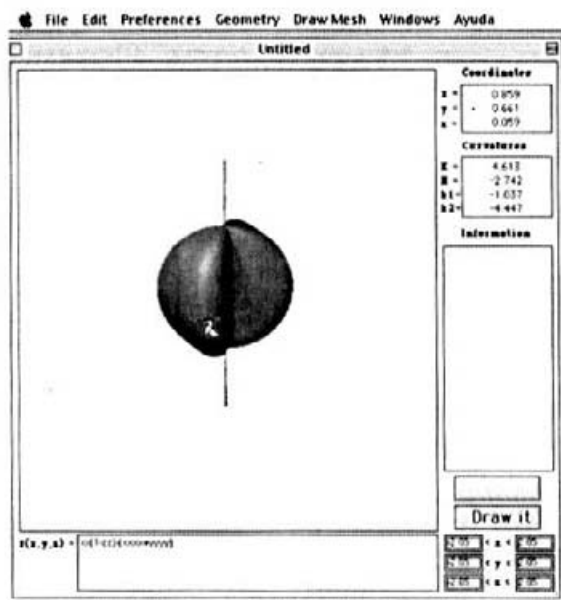 File Edit Preferences Geometry Draw Mesh Windows Ayuda
Untitled
Coordinates
x = 0.859
y = 0.661
0.059
Curvatures
K = 4.613
H = -2.742
k1= -1.037
k2= -4.447
Information
Draw it
f(x,y,z) =
< x <
< y <
< z <